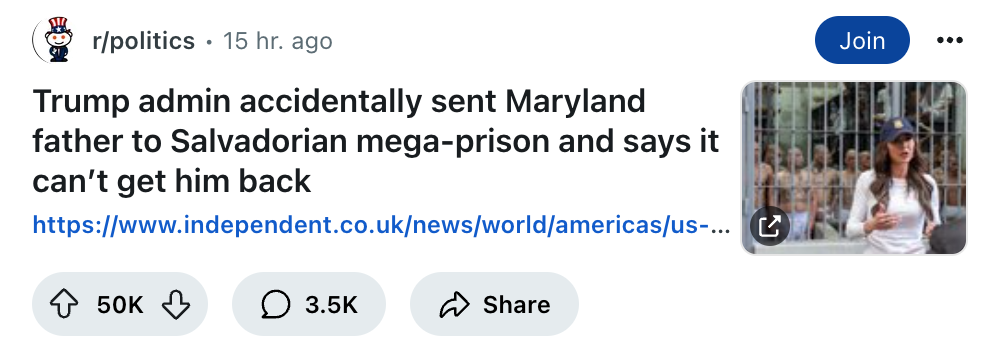 r/politics • 15 hr. ago
Join
Trump admin accidentally sent Maryland
father to Salvadorian mega-prison and says it
can't get him back
https://www.independent.co.uk/news/world/americas/us-...
50K
3.5K
Share